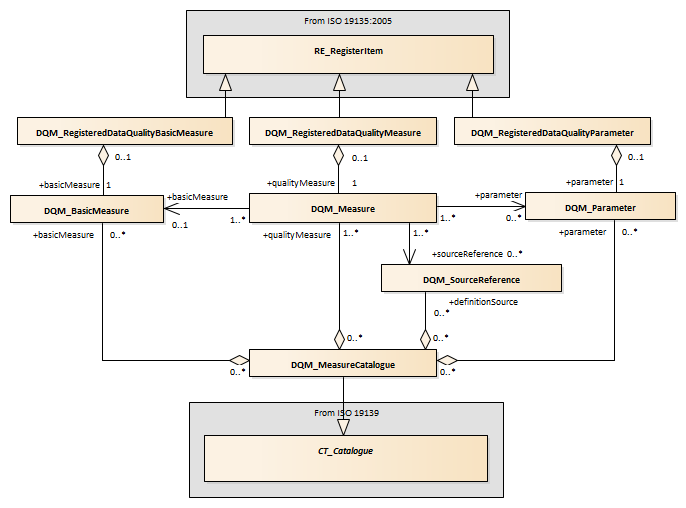 From ISO 19135:2005
RE_RegisterItem
DQM_RegisteredDataQualityBasicMeasure
DQM_RegisteredDataQualityMeasure
DQM_RegisteredDataQualityParameter
0..1
0..1
0..1
+basicMeasure 1
+qualityMeasure 1
+parameter 1
DQM_BasicMeasure
+basicMeasure
0..1
1..*
DQM_Measure
+parameter
1..*
0..*
DQM_Parameter
+basicMeasure 0..*
+qualityMeasure 1..*
1..*
+parameter 0..*
+sourceReference 0..*
DQM_SourceReference
+definitionSource
0..*
0..*
0..*
0..*
DQM_MeasureCatalogue
0..*
From ISO 19139
CT_Catalogue